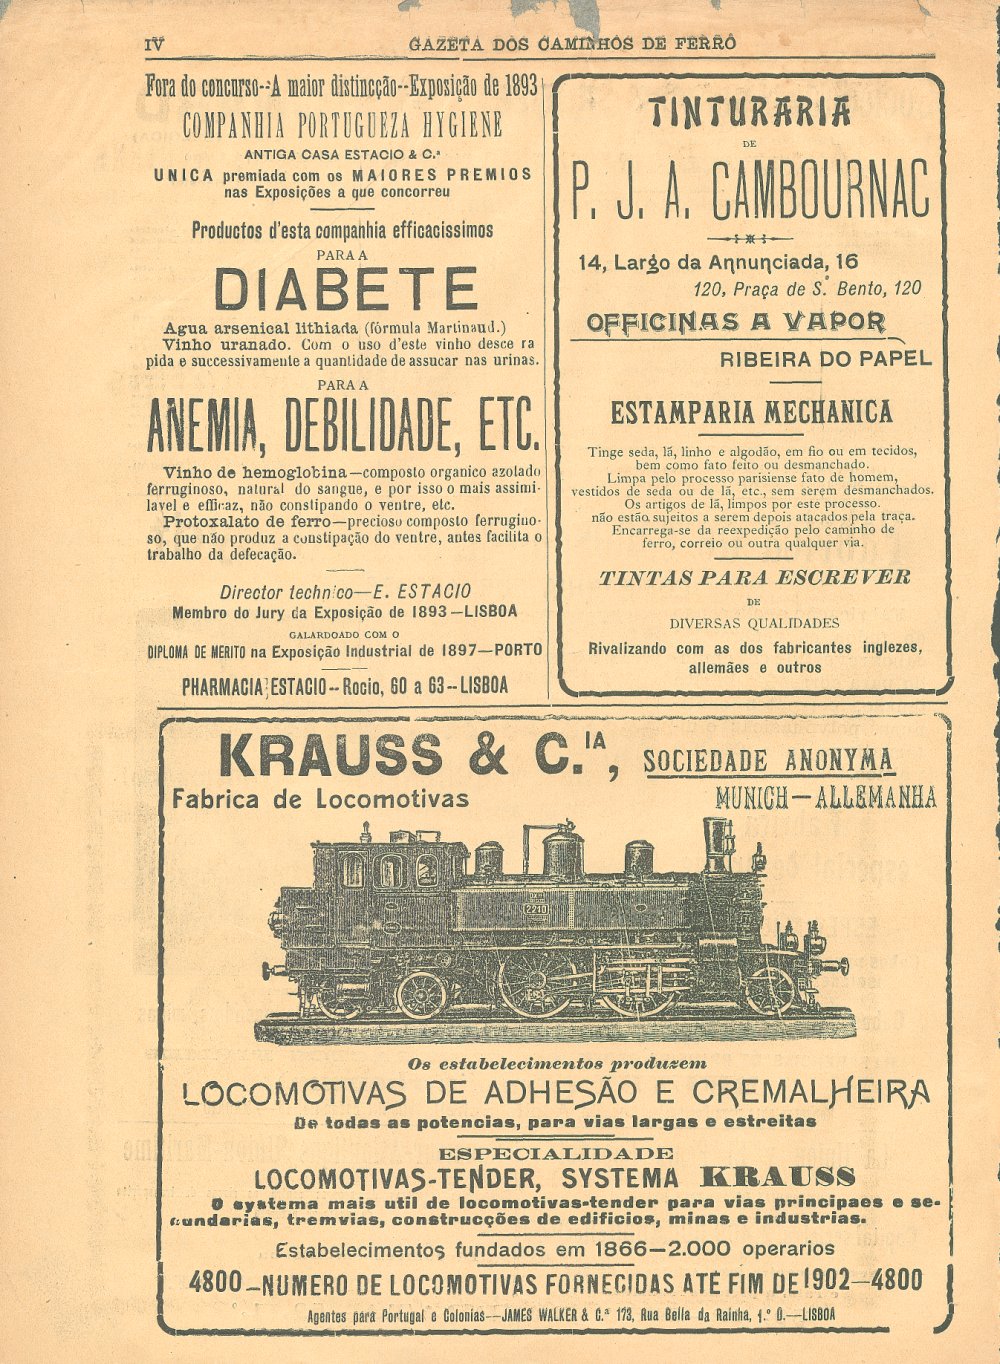 IV
GAZETA DOS CAMINHOS DE FERRO
Fora do concurso--A maior distincção--Exposição de 1893
COMPANHIA PORTUGUEZA HYGIENE
ANTIGA CASA ESTACIO & C.ª
UNICA premiada com os MAIORES PREMIOS
nas Exposições a que concorreu
Productos d'esta companhia efficacissimos
PARA A
DIABETE
Agua arsenical lithiada (fórmula Martinaud.)
Vinho uranado. Com o uso d'este vinho desce ra
pida e successivamente a quantidade de assucar nas urinas.
PARA A
ANEMIA, DEBILIDADE, ETC.
Vinho de hemoglobina—composto organico azotado
ferruginoso, natural do sangue, e por isso o mais assimi-
lavel e efficaz, não constipando o ventre, etc.
Protoxalato de ferro—precioso composto ferrugino-
so, que não produz a constipação do ventre, antes facilita o
trabalho da defecação.
Director technico—E. ESTACIO
Membro do Jury da Exposição de 1893—LISBOA
GALARDOADO COM O
DIPLOMA DE MERITO na Exposição Industrial de 1897—PORTO
PHARMACIA ESTACIO--Rocio, 60 a 63--LISBOA
TINTURARIA
DE
P. J. A. CAMBOURNAC
14, Largo da Annunciada, 16
120, Praça de S. Bento, 120
OFFICINAS A VAPOR
RIBEIRA DO PAPEL
ESTAMPARIA MECHANICA
Tinge seda, lã, linho e algodão, em fio ou em tecidos,
bem como fato feito ou desmanchado.
Limpa pelo processo parisiense fato de homem,
vestidos de seda ou de lã, etc., sem serem desmanchados.
Os artigos de lã, limpos por este processo.
não estão sujeitos a serem depois atacados pela traça.
Encarrega-se da reexpedição pelo caminho de
ferro, correio ou outra qualquer via.
TINTAS PARA ESCREVER
DE
DIVERSAS QUALIDADES
Rivalizando com as dos fabricantes inglezes,
allemães e outros
KRAUSS & C.IA, SOCIEDADE ANONYMA
Fabrica de Locomotivas MUNICH—ALLEMANHA
2210
Os estabelecimentos produzem
LOCOMOTIVAS DE ADHESÃO E CREMALHEIRA
De todas as potencias, para vias largas e estreitas
ESPECIALIDADE
LOCOMOTIVAS-TENDER, SYSTEMA KRAUSS
O systema mais util de locomotivas-tender para vias principaes e se-
cundarias, tremvias, construcções de edificios, minas e industrias.
Estabelecimentos fundados em 1866—2.000 operarios
4800—NUMERO DE LOCOMOTIVAS FORNECIDAS ATÉ FIM DE 1902—4800
Agentes para Portugal e Colonias—JAMES WALKER & C.ª 173, Rua Bella da Rainha, 1.º D.—LISBOA